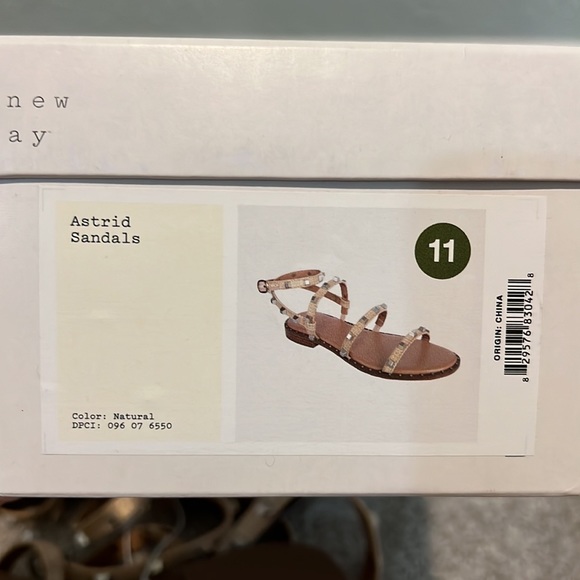 new
ay
Astrid
Sandals
11
Color: Natural
DPCI: 096 07 6550
ORIGIN: CHINA
8 29576 83042 8